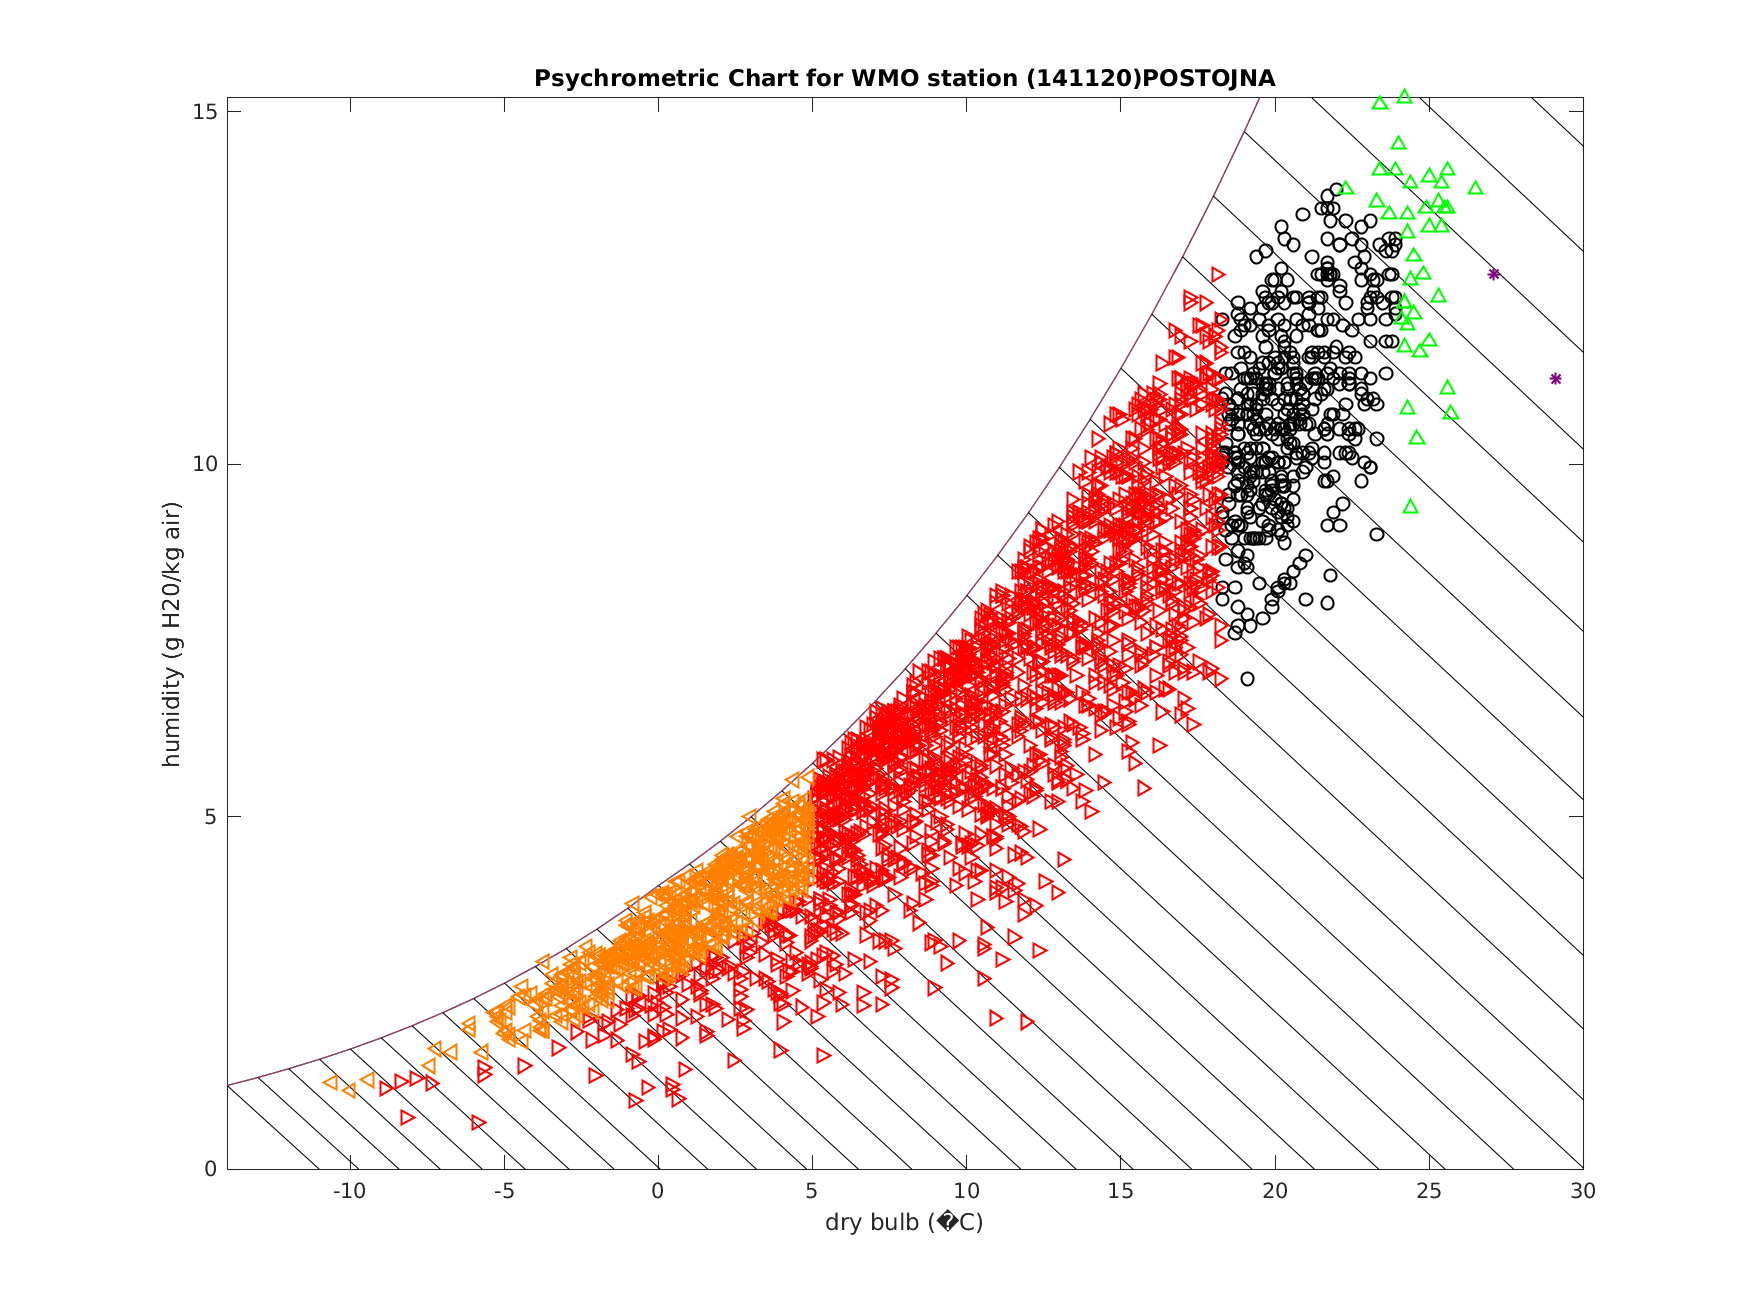 Psychrometric Chart for WMO station (141120)POSTOJNA
15
10
5
0
humidity (g H20/kg air)
-10 -5 0 5 10 15 20 25 30
dry bulb (�C)